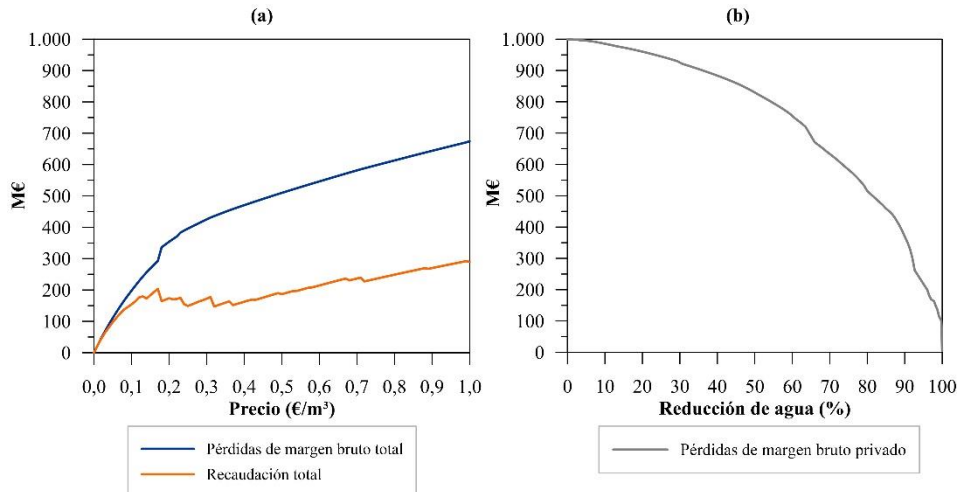 (a)
1.000
900
800
700
600
500
400
300
200
100
0
M€
0,0 0,1 0,2 0,3 0,4 0,5 0,6 0,7 0,8 0,9 1,0
Precio (€/m³)
Pérdidas de margen bruto total
Recaudación total
(b)
1.000
900
800
700
600
500
400
300
200
100
0
M€
0 10 20 30 40 50 60 70 80 90 100
Reducción de agua (%)
Pérdidas de margen bruto privado